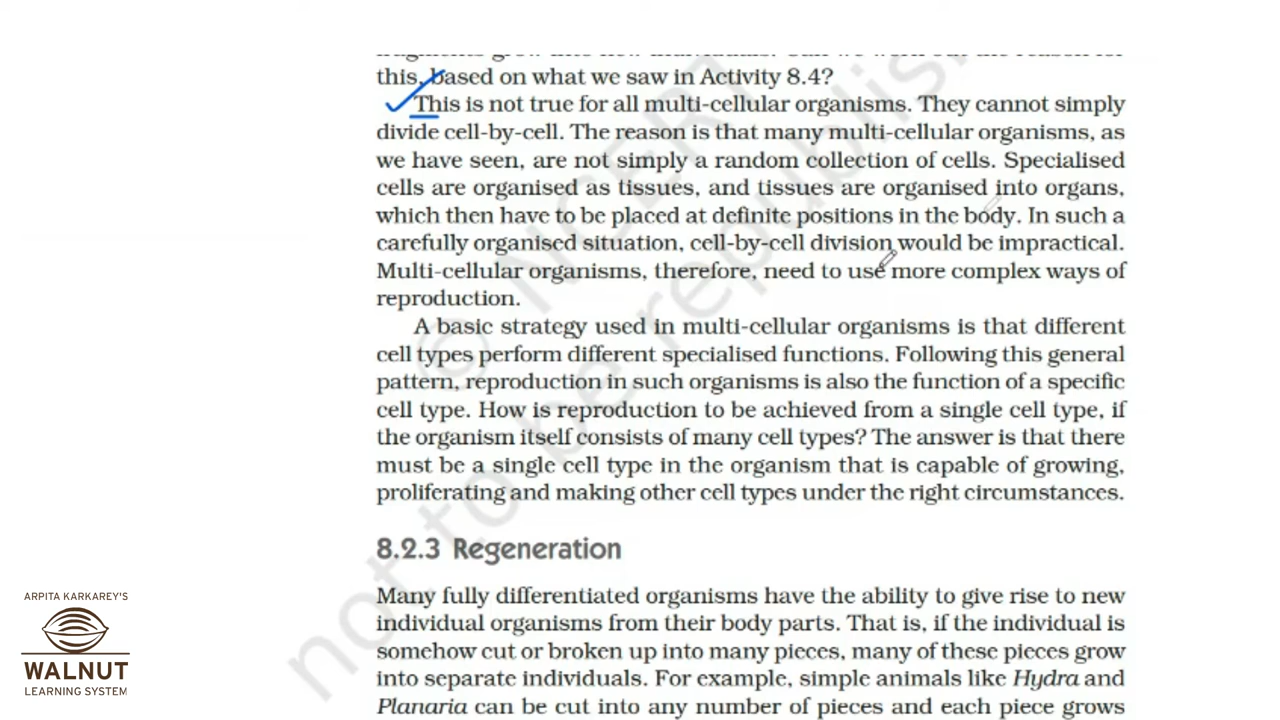 this, based on what we saw in Activity 8.4?
This is not true for all multi-cellular organisms. They cannot simply
divide cell-by-cell. The reason is that many multi-cellular organisms, as
we have seen, are not simply a random collection of cells. Specialised
cells are organised as tissues, and tissues are organised into organs,
which then have to be placed at definite positions in the body. In such a
carefully organised situation, cell-by-cell division would be impractical.
Multi-cellular organisms, therefore, need to use more complex ways of
reproduction.
A basic strategy used in multi-cellular organisms is that different
cell types perform different specialised functions. Following this general
pattern, reproduction in such organisms is also the function of a specific
cell type. How is reproduction to be achieved from a single cell type, if
the organism itself consists of many cell types? The answer is that there
must be a single cell type in the organism that is capable of growing,
proliferating and making other cell types under the right circumstances.
8.2.3 Regeneration
Many fully differentiated organisms have the ability to give rise to new
individual organisms from their body parts. That is, if the individual is
somehow cut or broken up into many pieces, many of these pieces grow
into separate individuals. For example, simple animals like Hydra and
Planaria can be cut into any number of pieces and each piece grows
© NCERT
not to be republish
ARPITA KARKAREY'S
WALNUT
LEARNING SYSTEM